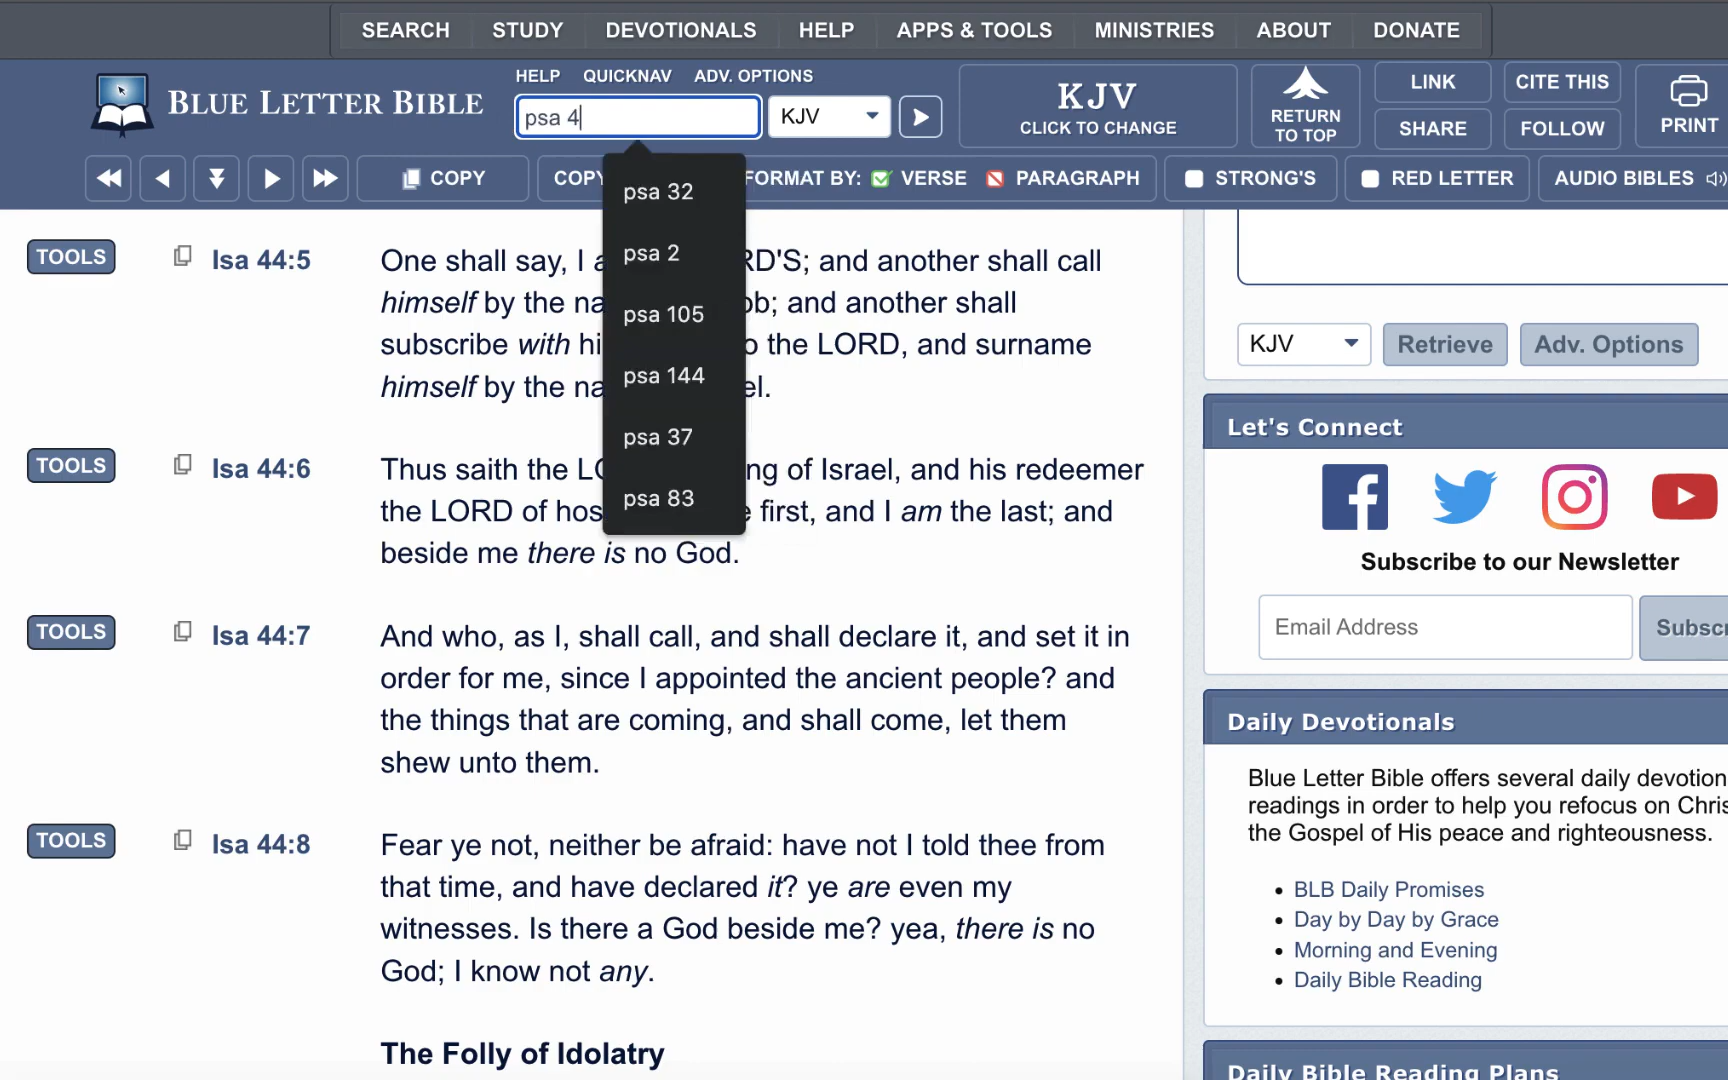 SEARCH STUDY DEVOTIONALS HELP APPS & TOOLS MINISTRIES ABOUT DONATE
BLUE LETTER BIBLE
HELP QUICKNAV ADV. OPTIONS
psa 4
KJV
KJV
CLICK TO CHANGE
RETURN
TO TOP
LINK
CITE THIS
SHARE
FOLLOW
PRINT
COPY
COPY
FORMAT BY: VERSE PARAGRAPH
STRONG'S
RED LETTER
AUDIO BIBLES
psa 32
psa 2
psa 105
psa 144
psa 37
psa 83
TOOLS Isa 44:5 One shall say, I RD'S; and another shall call
himself by the and another shall
subscribe with the LORD, and surname
himself by the
TOOLS Isa 44:6 Thus saith the of Israel, and his redeemer
the LORD of first, and I am the last; and
beside me there is no God.
TOOLS Isa 44:7 And who, as I, shall call, and shall declare it, and set it in
order for me, since I appointed the ancient people? and
the things that are coming, and shall come, let them
shew unto them.
TOOLS Isa 44:8 Fear ye not, neither be afraid: have not I told thee from
that time, and have declared it? ye are even my
witnesses. Is there a God beside me? yea, there is no
God; I know not any.
The Folly of Idolatry
KJV Retrieve Adv. Options
Let's Connect
Subscribe to our Newsletter
Email Address Subsc
Daily Devotionals
Blue Letter Bible offers several daily devotion
readings in order to help you refocus on Chris
the Gospel of His peace and righteousness.
• BLB Daily Promises
• Day by Day by Grace
• Morning and Evening
• Daily Bible Reading
Daily Bible Reading Plans